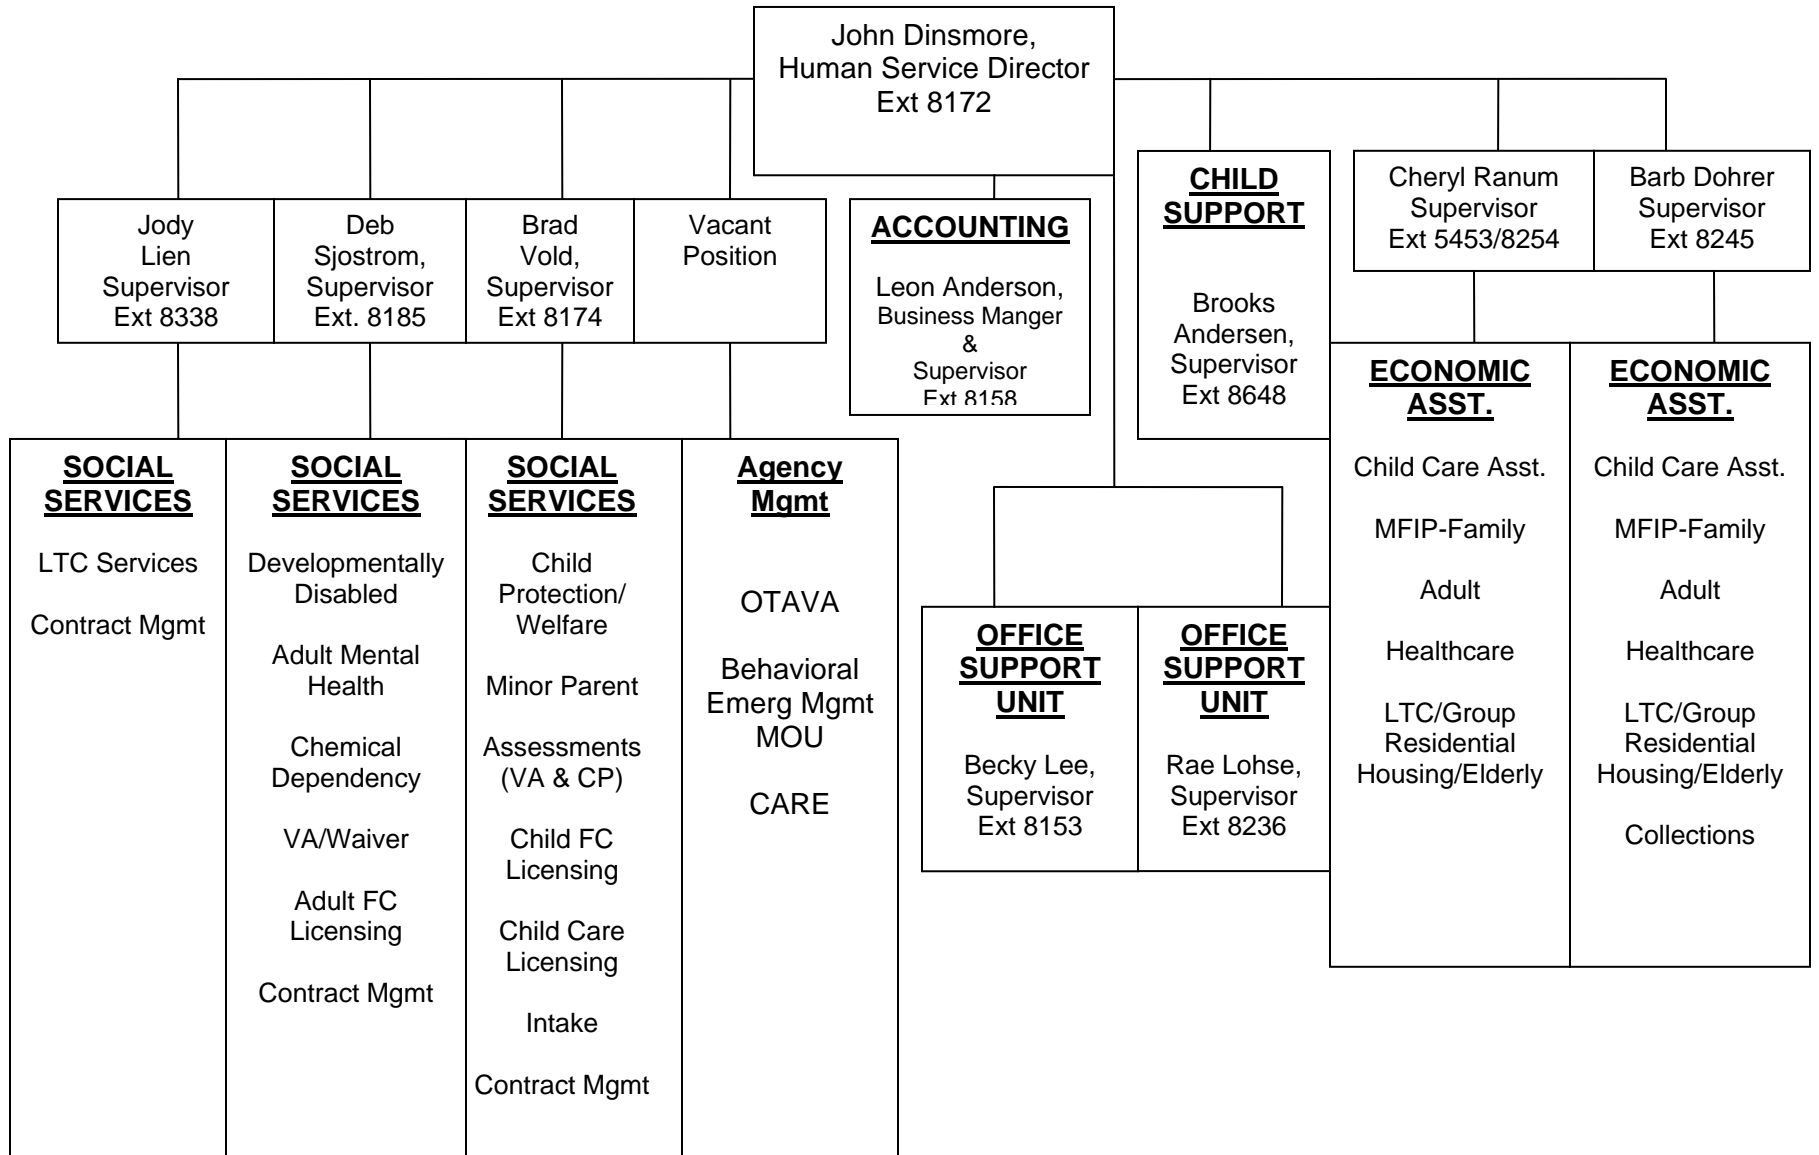 John Dinsmore,
Human Service Director
Ext 8172
Jody
Lien
Supervisor
Ext 8338
Deb
Sjostrom,
Supervisor
Ext. 8185
Brad
Vold,
Supervisor
Ext 8174
Vacant
Position
ACCOUNTING
Leon Anderson,
Business Manger
&
Supervisor
Ext 8158
CHILD
SUPPORT
Brooks
Andersen,
Supervisor
Ext 8648
Cheryl Ranum
Supervisor
Ext 5453/8254
Barb Dohrer
Supervisor
Ext 8245
SOCIAL
SERVICES
LTC Services
Contract Mgmt
SOCIAL
SERVICES
Developmentally
Disabled
Adult Mental
Health
Chemical
Dependency
VA/Waiver
Adult FC
Licensing
Contract Mgmt
SOCIAL
SERVICES
Child
Protection/
Welfare
Minor Parent
Assessments
(VA & CP)
Child FC
Licensing
Child Care
Licensing
Intake
Contract Mgmt
Agency
Mgmt
OTAVA
Behavioral
Emerg Mgmt
MOU
CARE
OFFICE
SUPPORT
UNIT
Becky Lee,
Supervisor
Ext 8153
OFFICE
SUPPORT
UNIT
Rae Lohse,
Supervisor
Ext 8236
ECONOMIC
ASST.
Child Care Asst.
MFIP-Family
Adult
Healthcare
LTC/Group
Residential
Housing/Elderly
ECONOMIC
ASST.
Child Care Asst.
MFIP-Family
Adult
Healthcare
LTC/Group
Residential
Housing/Elderly
Collections